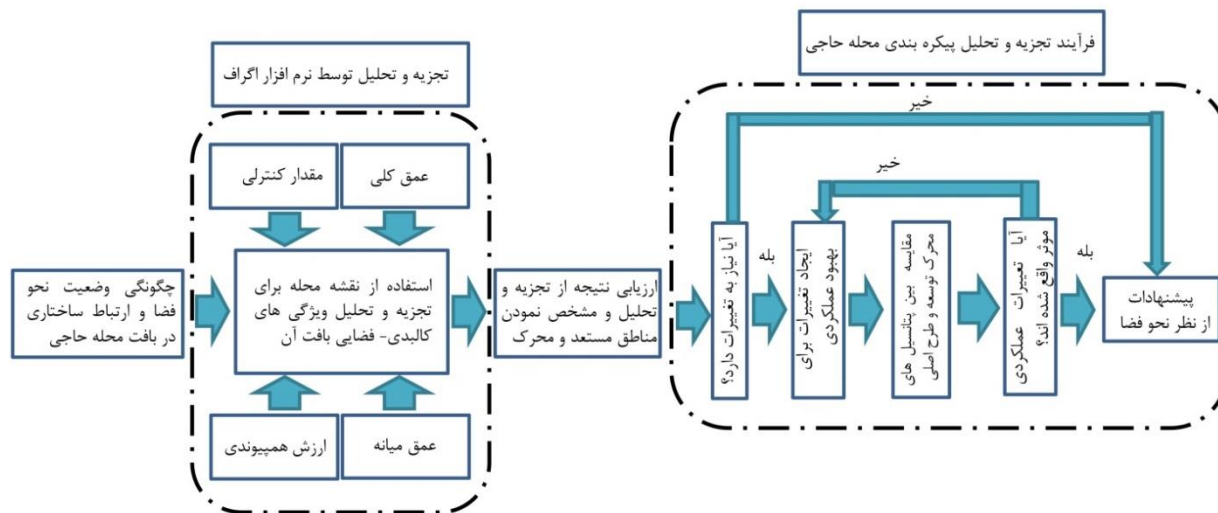 تجزیه و تحلیل توسط نرم افزار اگراف
فرآیند تجزیه و تحلیل پیکره بندی محله حاجی
چگونگی وضعیت نحو
فضا و ارتباط ساختاری
در بافت محله حاجی
مقدار کنترلی
عمق کلی
استفاده از نقشه محله برای
تجزیه و تحلیل ویژگی های
کالبدی- فضایی بافت آن
ارزش همپیوندی
عمق میانه
ارزیابی نتیجه از تجزیه و
تحلیل و مشخص نمودن
مناطق مستعد و محرک
آیا نیاز به تغییرات دارد؟
خیر
بله
ایجاد تغییرات برای
بهبود عملکردی
مقایسه بین پتانسیل های
محرک توسعه و طرح اصلی
آیا تغییرات عملکردی
موثر واقع شده اند؟
خیر
بله
پیشنهادات
از نظر نحو فضا